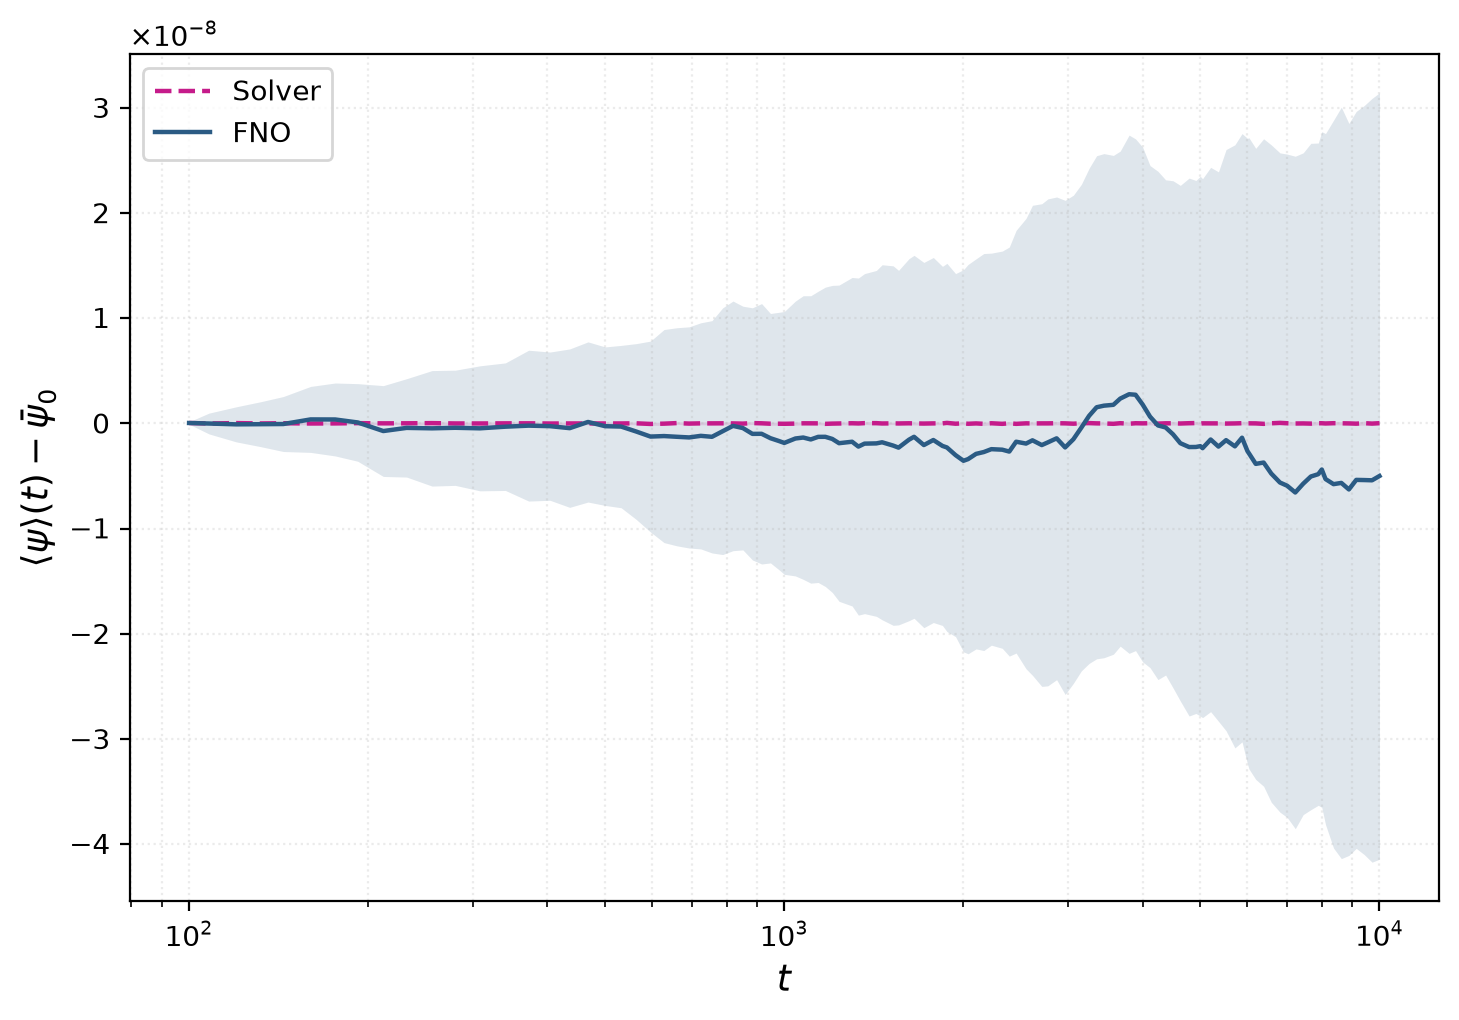 ×10⁻⁸
Solver
FNO
3
2
1
0
−1
−2
−3
−4
⟨ψ⟩(t) − ψ̄₀
10² 10³ 10⁴
t